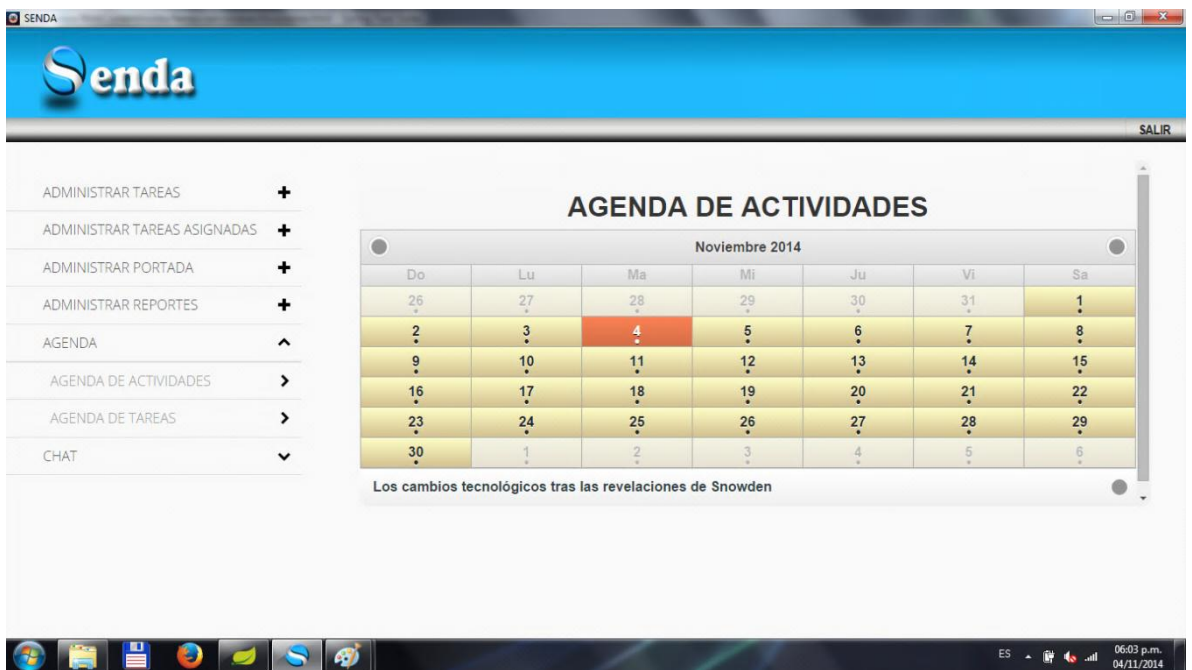 SENDA
Senda
SALIR
ADMINISTRAR TAREAS
ADMINISTRAR TAREAS ASIGNADAS
ADMINISTRAR PORTADA
ADMINISTRAR REPORTES
AGENDA
AGENDA DE ACTIVIDADES
AGENDA DE TAREAS
CHAT
AGENDA DE ACTIVIDADES
Noviembre 2014
Do Lu Ma Mi Ju Vi Sa
26 27 28 29 30 31 1
2 3 4 5 6 7 8
9 10 11 12 13 14 15
16 17 18 19 20 21 22
23 24 25 26 27 28 29
30 1 2 3 4 5 6
Los cambios tecnológicos tras las revelaciones de Snowden
ES
06:03 p.m.
04/11/2014